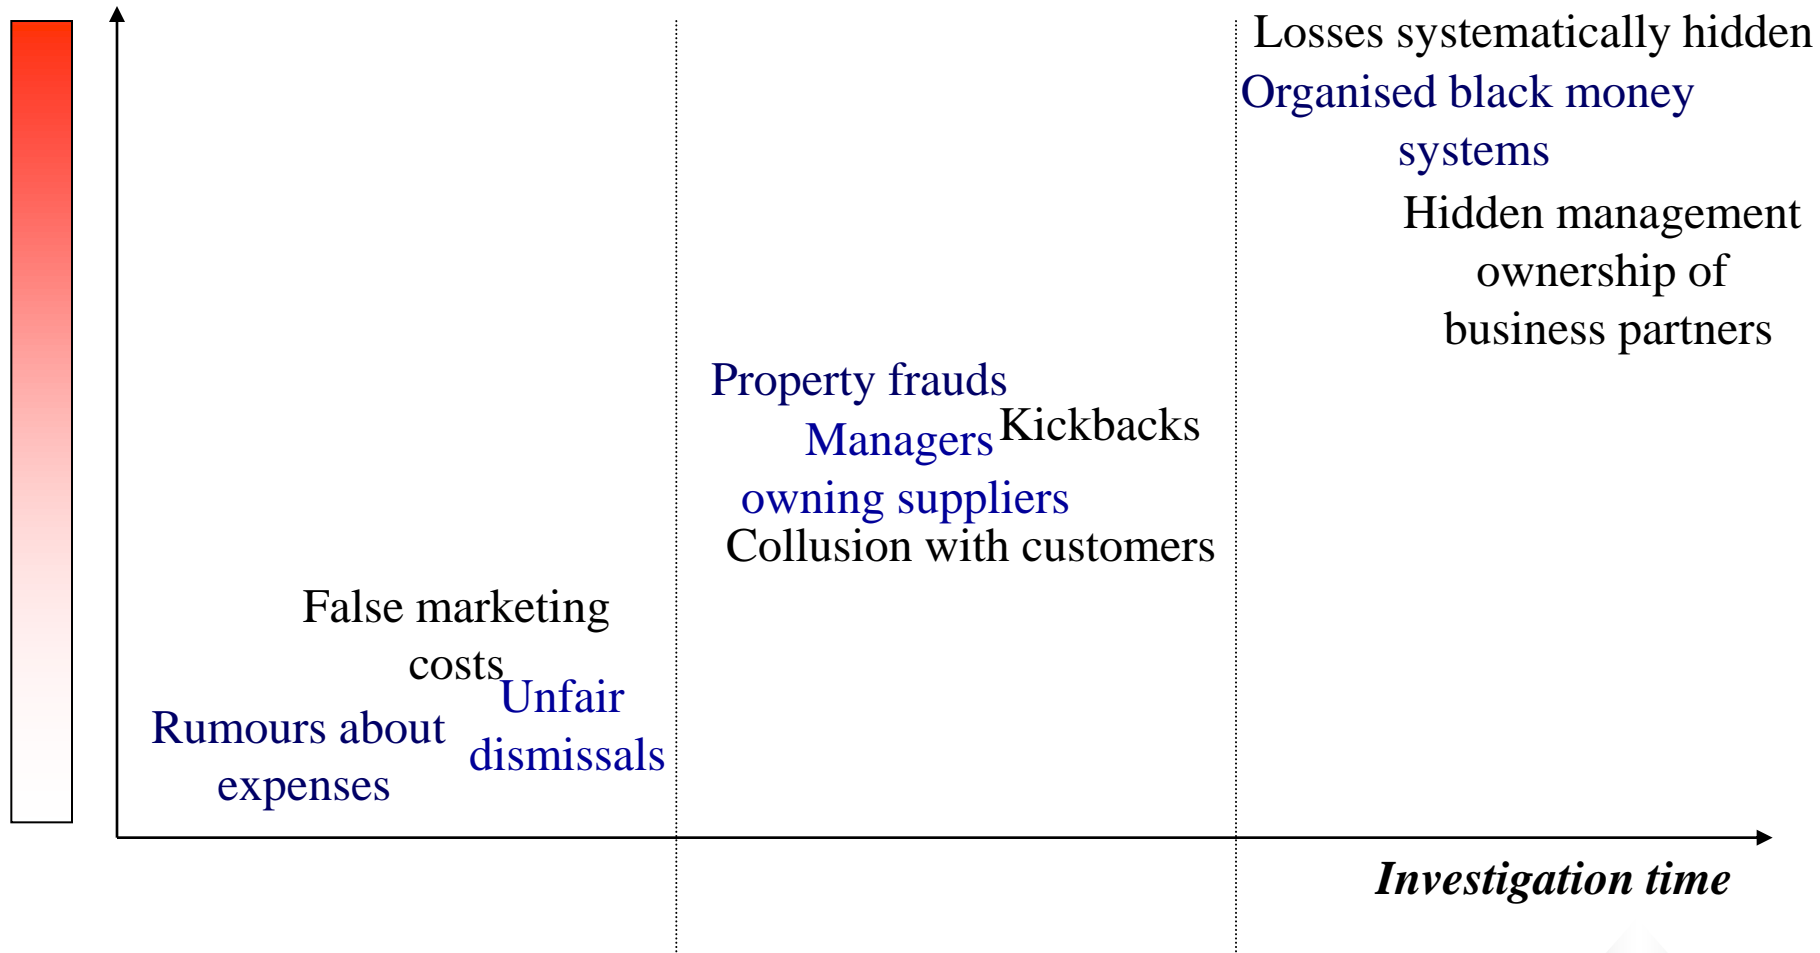 Losses systematically hidden
Organised black money
systems
Hidden management
ownership of
business partners
Property frauds
Kickbacks
Managers
owning suppliers
Collusion with customers
False marketing
costs
Unfair
dismissals
Rumours about
expenses
Investigation time